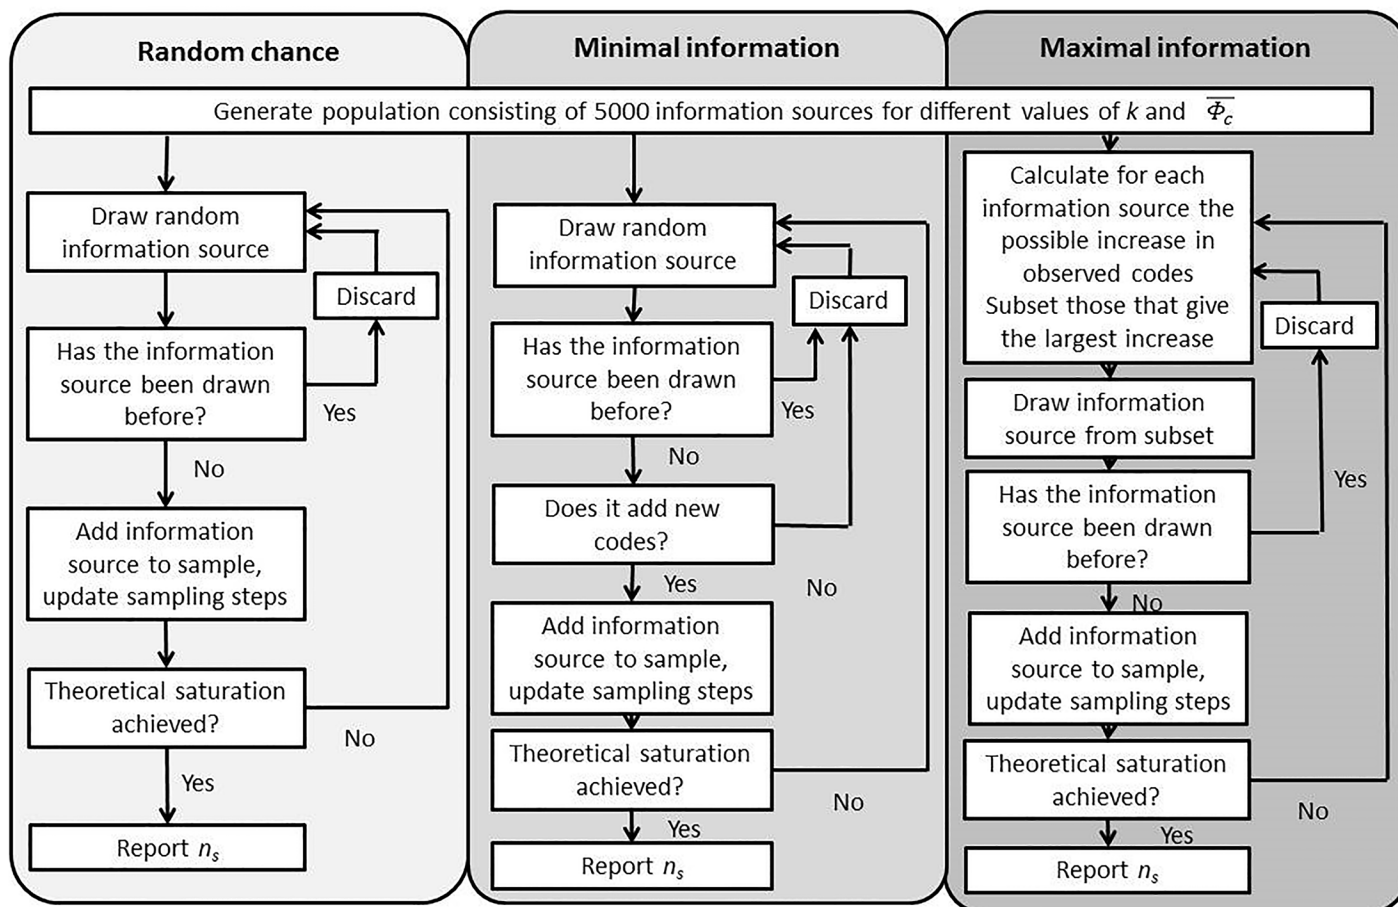 Random chance
Minimal information
Maximal information
Generate population consisting of 5000 information sources for different values of k and Φ̅c̅
Draw random
information source
Discard
Has the information
source been drawn
before?
Yes
No
Add information
source to sample,
update sampling steps
Theoretical saturation
achieved?
No
Yes
Report ns
Draw random
information source
Discard
Has the information
source been drawn
before?
Yes
No
Does it add new
codes?
Yes
No
Add information
source to sample,
update sampling steps
Theoretical saturation
achieved?
No
Yes
Report ns
Calculate for each
information source the
possible increase in
observed codes
Subset those that give
the largest increase
Discard
Draw information
source from subset
Yes
Has the information
source been drawn
before?
No
Add information
source to sample,
update sampling steps
Theoretical saturation
achieved?
No
Yes
Report ns